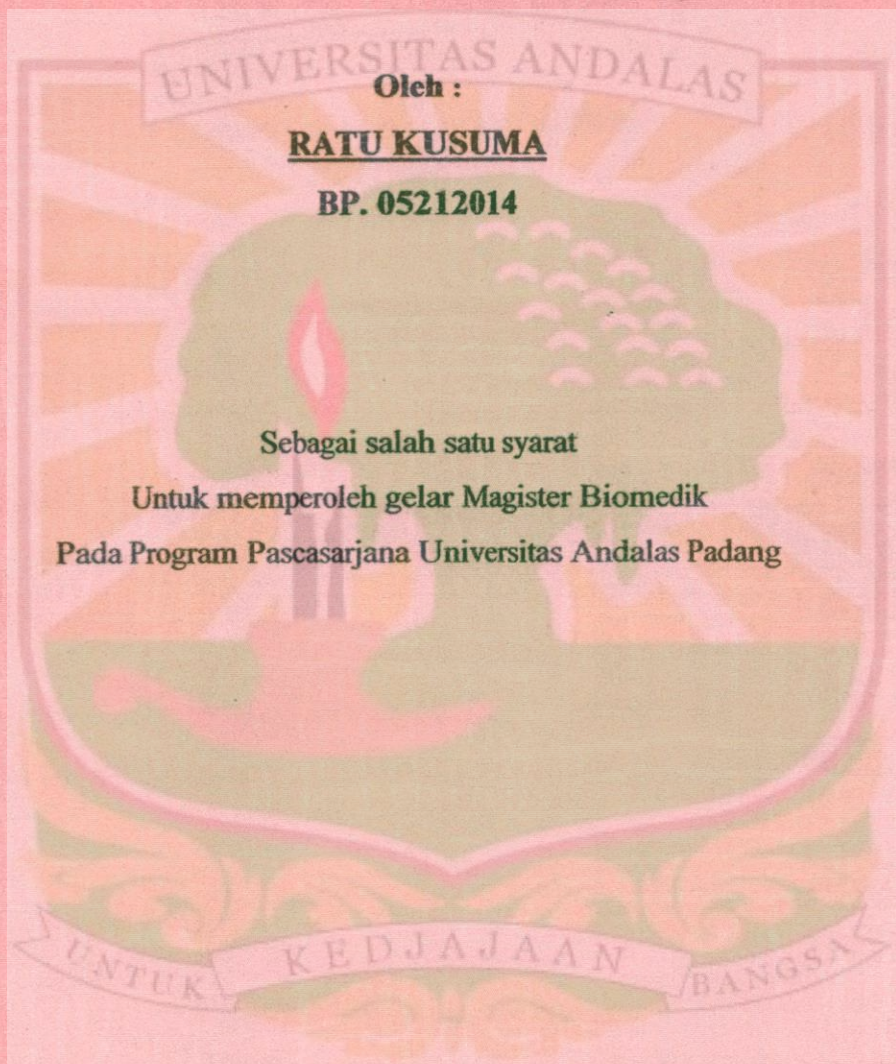 UNIVERSITAS ANDALAS
Oleh :
RATU KUSUMA
BP. 05212014
Sebagai salah satu syarat
Untuk memperoleh gelar Magister Biomedik
Pada Program Pascasarjana Universitas Andalas Padang
UNTUK KEDJAJAAN BANGSA